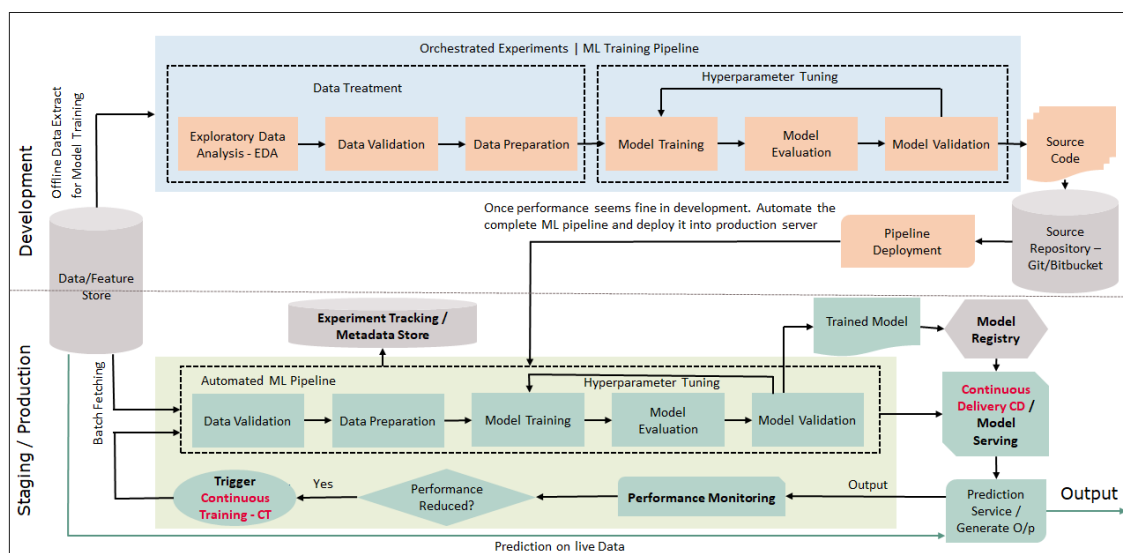 Orchestrated Experiments | ML Training Pipeline
Development
Offline Data Extract
for Model Training
Data Treatment
Hyperparameter Tuning
Exploratory Data
Analysis - EDA
Data Validation
Data Preparation
Model Training
Model
Evaluation
Model Validation
Source
Code
Once performance seems fine in development. Automate the
complete ML pipeline and deploy it into production server
Pipeline
Deployment
Source
Repository –
Git/Bitbucket
Data/Feature
Store
Staging / Production
Experiment Tracking /
Metadata Store
Trained Model
Model
Registry
Batch Fetching
Automated ML Pipeline
Hyperparameter Tuning
Data Validation
Data Preparation
Model Training
Model
Evaluation
Model Validation
Continuous
Delivery CD /
Model
Serving
Trigger
Continuous
Training - CT
Yes
Performance
Reduced?
Performance Monitoring
Output
Prediction
Service /
Generate O/p
Output
Prediction on live Data